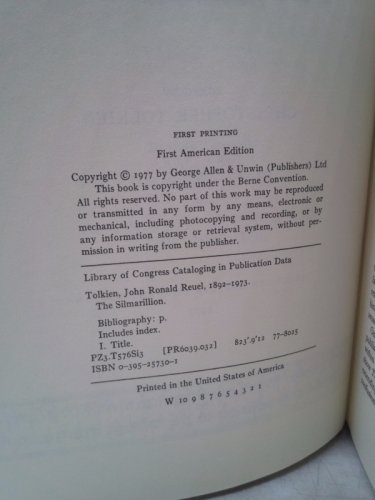 FIRST PRINTING
First American Edition
Copyright © 1977 by George Allen & Unwin (Publishers) Ltd
This book is copyright under the Berne Convention.
All rights reserved. No part of this work may be reproduced
or transmitted in any form by any means, electronic or
mechanical, including photocopying and recording, or by
any information storage or retrieval system, without per-
mission in writing from the publisher.
Library of Congress Cataloging in Publication Data
Tolkien, John Ronald Reuel, 1892-1973.
The Silmarillion.
Bibliography: p.
Includes index.
I. Title.
PZ3.T576Si3 [PR6039.O32] 823'.9'12 77-8025
ISBN 0-395-25730-1
Printed in the United States of America
W 10 9 8 7 6 5 4 3 2 1